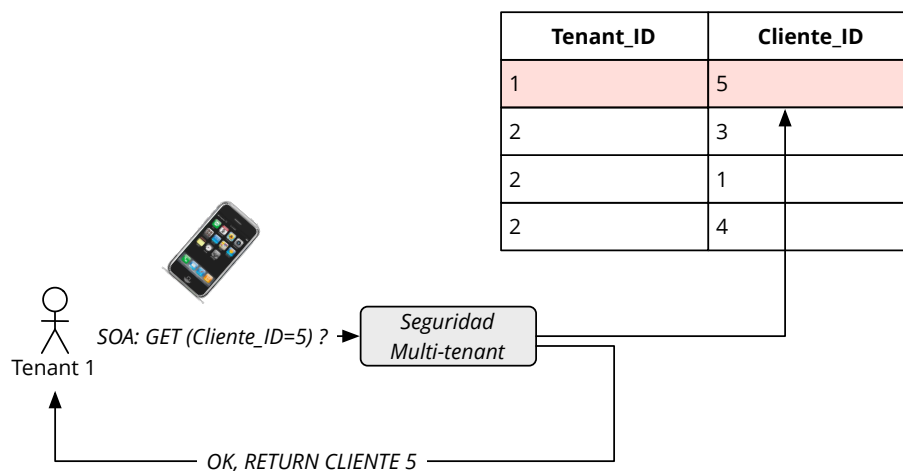 Tenant_ID Cliente_ID
1 5
2 3
2 1
2 4
SOA: GET (Cliente_ID=5) ?
Seguridad
Multi-tenant
Tenant 1
OK, RETURN CLIENTE 5